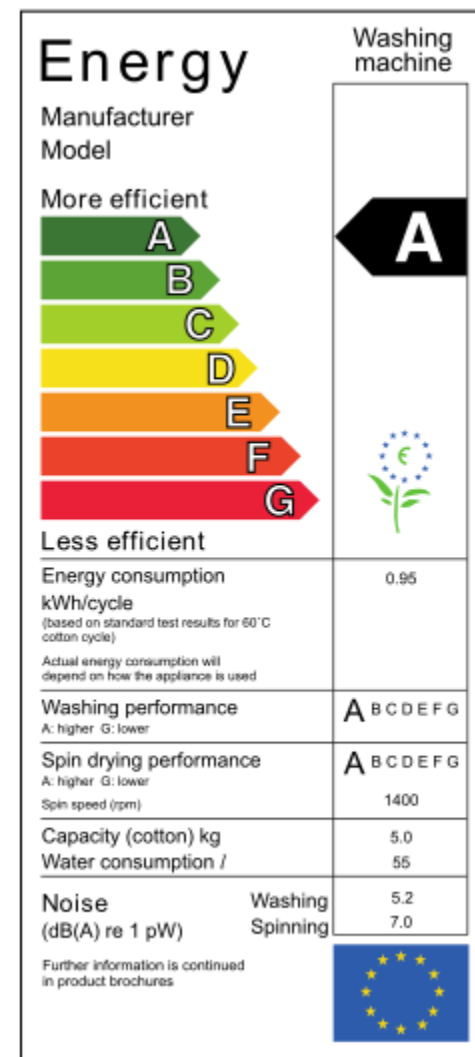 Energy
Washing
machine
Manufacturer
Model
More efficient
A
A
B
C
D
E
F
G
€
Less efficient
Energy consumption
0.95
kWh/cycle
(based on standard test results for 60˚C
cotton cycle)
Actual energy consumption will
depend on how the appliance is used
Washing performance
A B C D E F G
A: higher G: lower
Spin drying performance
A B C D E F G
A: higher G: lower
Spin speed (rpm)
1400
Capacity (cotton) kg
5.0
Water consumption l
55
Noise
Washing
5.2
(dB(A) re 1 pW)
Spinning
7.0
Further information is continued
in product brochures